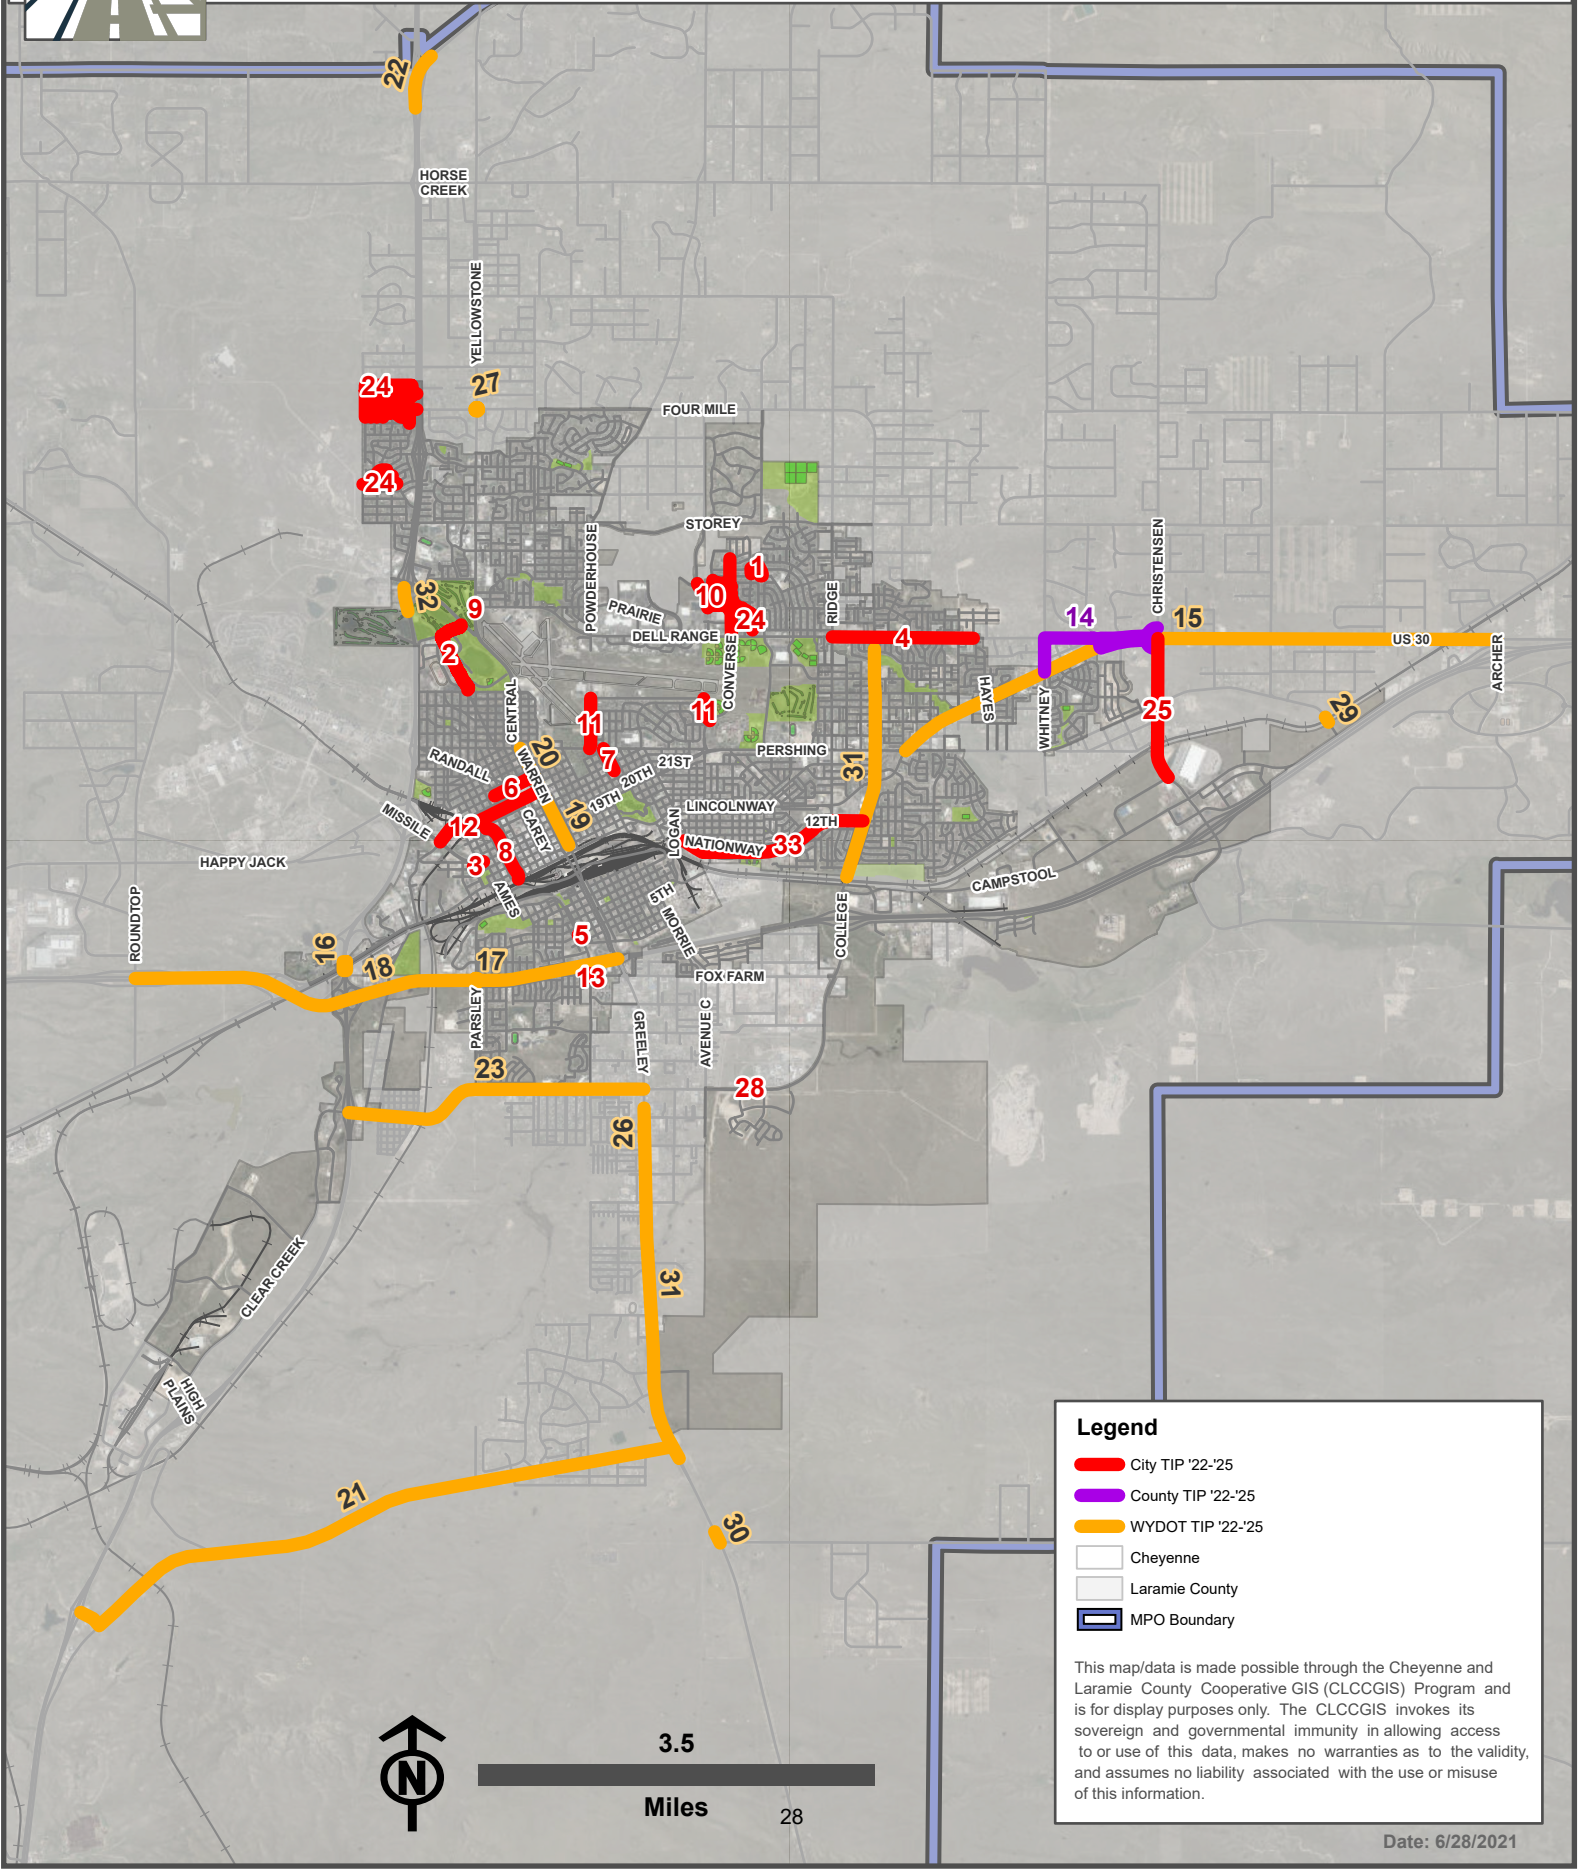 22
HORSE
CREEK
YELLOWSTONE
27
24
FOUR MILE
24
STOREY
POWDERHOUSE
CHRISTENSEN
1
10
32
9
PRAIRIE
RIDGE
24
14
15
DELL RANGE
4
US 30
2
CONVERSE
ARCHER
HAYES
WHITNEY
CENTRAL
11
11
25
29
20
PERSHING
RANDALL
WARREN
7
21ST
20TH
31
6
19TH
19
LINCOLNWAY
MISSILE
12
CAREY
LOGAN
12TH
8
NATIONWAY
33
HAPPY JACK
3
AMES
5TH
CAMPSTOOL
ROUNDTOP
MORRIE
COLLEGE
5
16
18
17
13
FOX FARM
PARSLEY
GREELEY
AVENUE C
23
28
26
CLEAR CREEK
31
HIGH
PLAINS
21
30
Legend
City TIP '22-'25
County TIP '22-'25
WYDOT TIP '22-'25
Cheyenne
Laramie County
MPO Boundary
This map/data is made possible through the Cheyenne and
Laramie County Cooperative GIS (CLCCGIS) Program and
is for display purposes only. The CLCCGIS invokes its
sovereign and governmental immunity in allowing access
to or use of this data, makes no warranties as to the validity,
and assumes no liability associated with the use or misuse
of this information.
N
3.5
Miles
28
Date: 6/28/2021